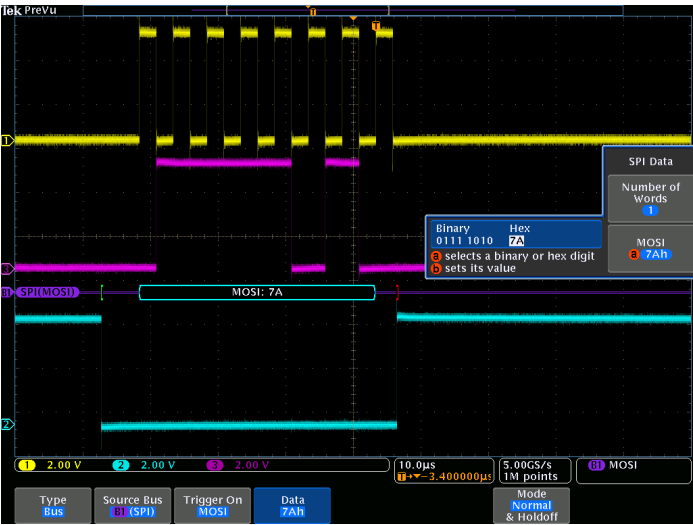 Tek PreVu
T
T
1
SPI Data
Number of
Words
1
Binary Hex
0111 1010 7A
a selects a binary or hex digit
b sets its value
MOSI
a 7Ah
3
B1 SPI(MOSI)
MOSI: 7A
2
1 2.00 V 2 2.00 V 3 2.00 V
10.0µs
T→▼−3.400000µs
5.00GS/s
1M points
B1 MOSI
Type
Bus
Source Bus
B1 (SPI)
Trigger On
MOSI
Data
7Ah
Mode
Normal
& Holdoff